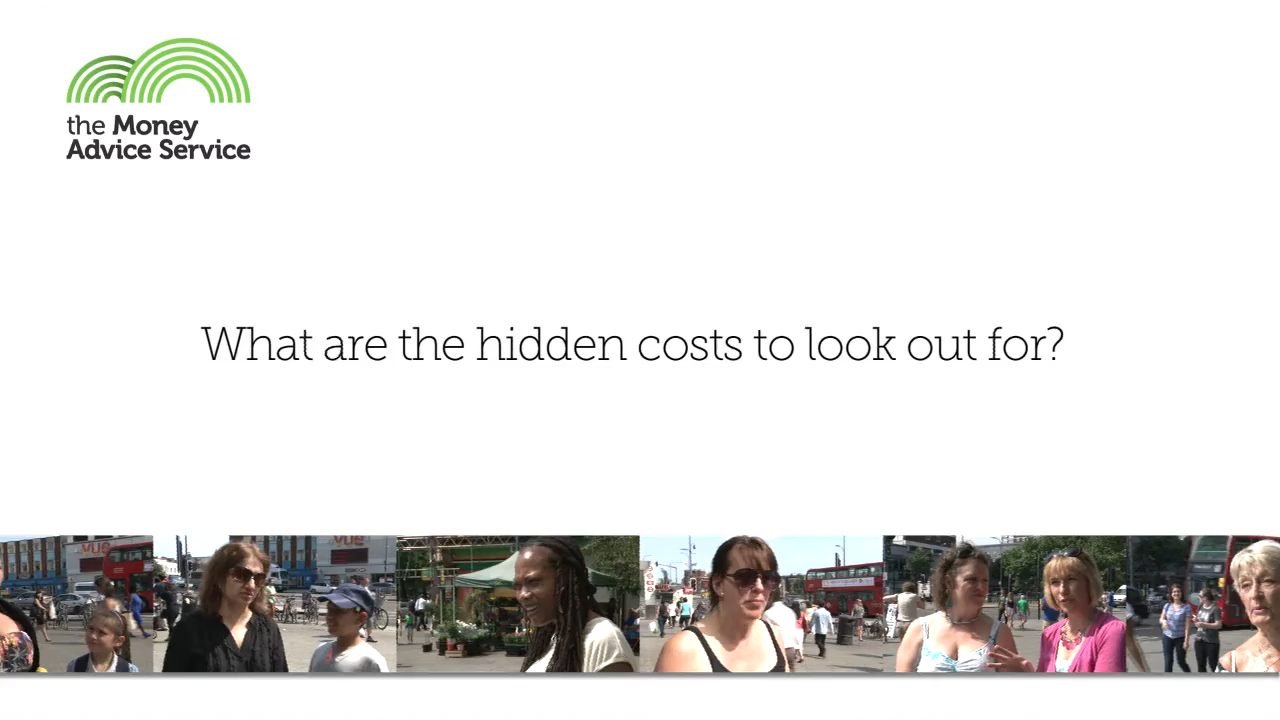 the Money
Advice Service
What are the hidden costs to look out for?
vue
vue